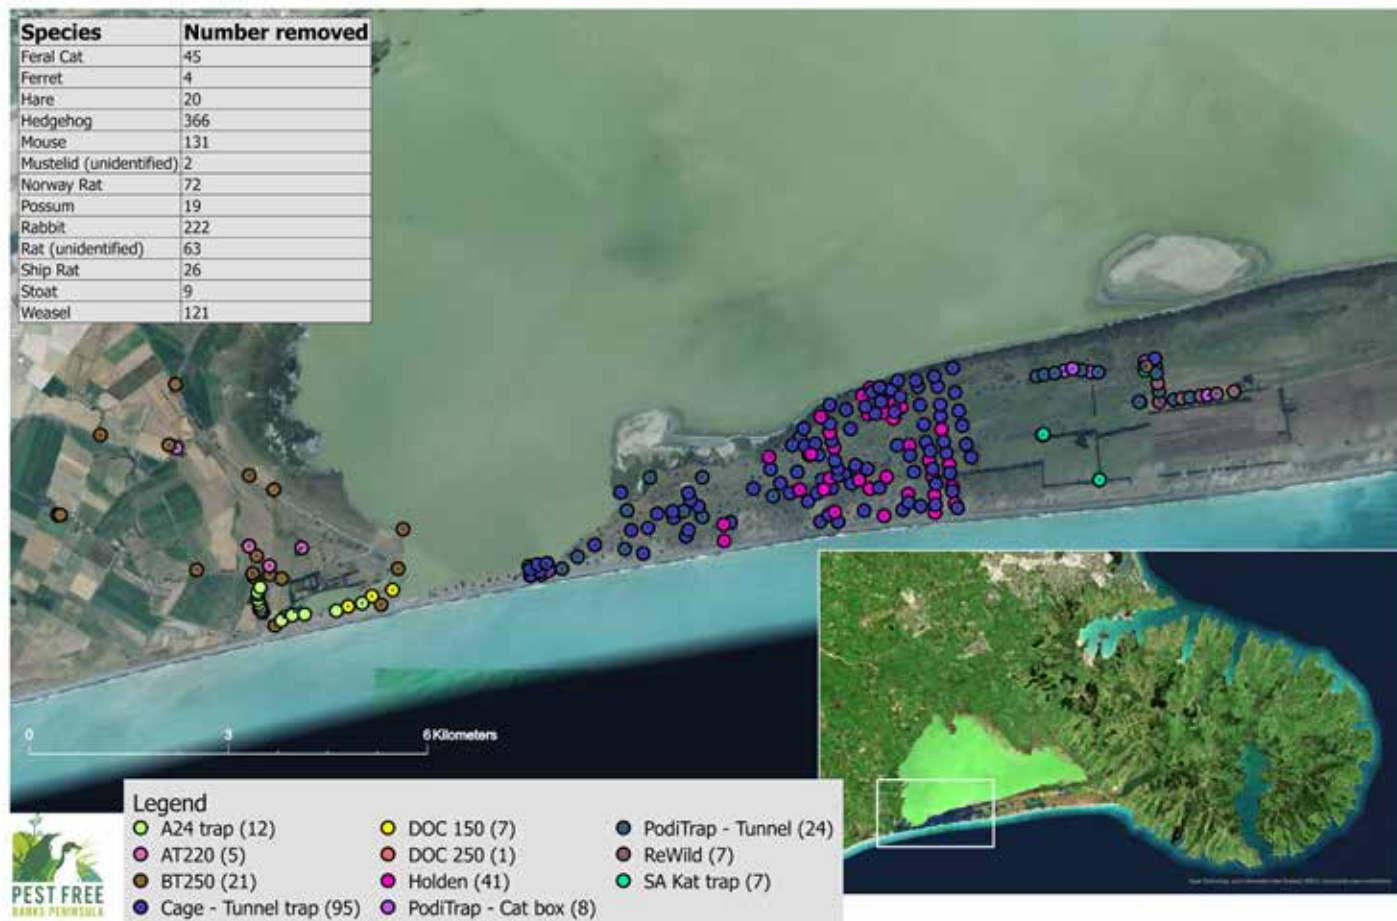 Species Number removed
Feral Cat 45
Ferret 4
Hare 20
Hedgehog 366
Mouse 131
Mustelid (unidentified) 2
Norway Rat 72
Possum 19
Rabbit 222
Rat (unidentified) 63
Ship Rat 26
Stoat 9
Weasel 121
0 3 6 Kilometers
Legend
A24 trap (12)
AT220 (5)
BT250 (21)
Cage - Tunnel trap (95)
DOC 150 (7)
DOC 250 (1)
Holden (41)
PodiTrap - Cat box (8)
PodiTrap - Tunnel (24)
ReWild (7)
SA Kat trap (7)
PEST FREE
BANKS PENINSULA